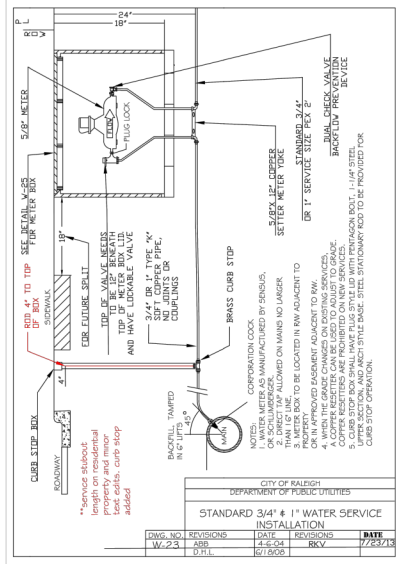 24"
18"
P
L
R
O
W
5/8" METER
FLOW
PLUG LOCK
DUAL CHECK VALVE
BACKFLOW PREVENTION
DEVICE
STANDARD 3/4"
OR 1" SERVICE SIZE PEX 2'
5/8"X 12" COPPER
SETTER METER YOKE
SEE DETAIL W-25
FOR METER BOX
18"
FOR FUTURE SPLIT
TOP OF VALVE NEEDS
TO BE 12" BENEATH
TOP OF METER BOX LID.
AND HAVE LOCKABLE VALVE
3/4" OR 1" TYPE "K"
SOFT COPPER PIPE,
NO JOINTS OR
COUPLINGS
BRASS CURB STOP
ROD 4" TO TOP
OF BOX
SIDEWALK
4"
CURB STOP BOX
ROADWAY
**service stubout
length on residential
property and minor
text edits. curb stop
added
BACKFILL, TAMPED
IN 6" LIFTS
45°
CORPORATION COCK
MAIN
NOTES:
1. WATER METER AS MANUFACTURED BY SENSUS,
OR SCHLUMBERGER.
2. DIRECT TAP ALLOWED ON MAINS NO LARGER
THAN 16" LINE,
3. METER BOX TO BE LOCATED IN R/W ADJACENT TO
PROPERTY
OR IN APPROVED EASEMENT ADJACENT TO R/W.
4. WHEN THE GRADE CHANGES ON EXISTING SERVICES,
A COPPER RESETTER CAN BE USED TO ADJUST TO GRADE.
COPPER RESETTERS ARE PROHIBITED ON NEW SERVICES.
5. CURB STOP BOX SHALL HAVE PLUG STYLE LID WITH PENTAGON BOLT, 1-1/4" STEEL
UPPER SECTION, AND ARCH STYLE BASE. STEEL STATIONARY ROD TO BE PROVIDED FOR
CURB STOP OPERATION.
CITY OF RALEIGH
DEPARTMENT OF PUBLIC UTILITIES
STANDARD 3/4" & 1" WATER SERVICE
INSTALLATION
DWG. NO. REVISIONS DATE REVISIONS DATE
W-23 ABB 4-6-04 RKV 7/23/13
D.H.L. 6/18/08